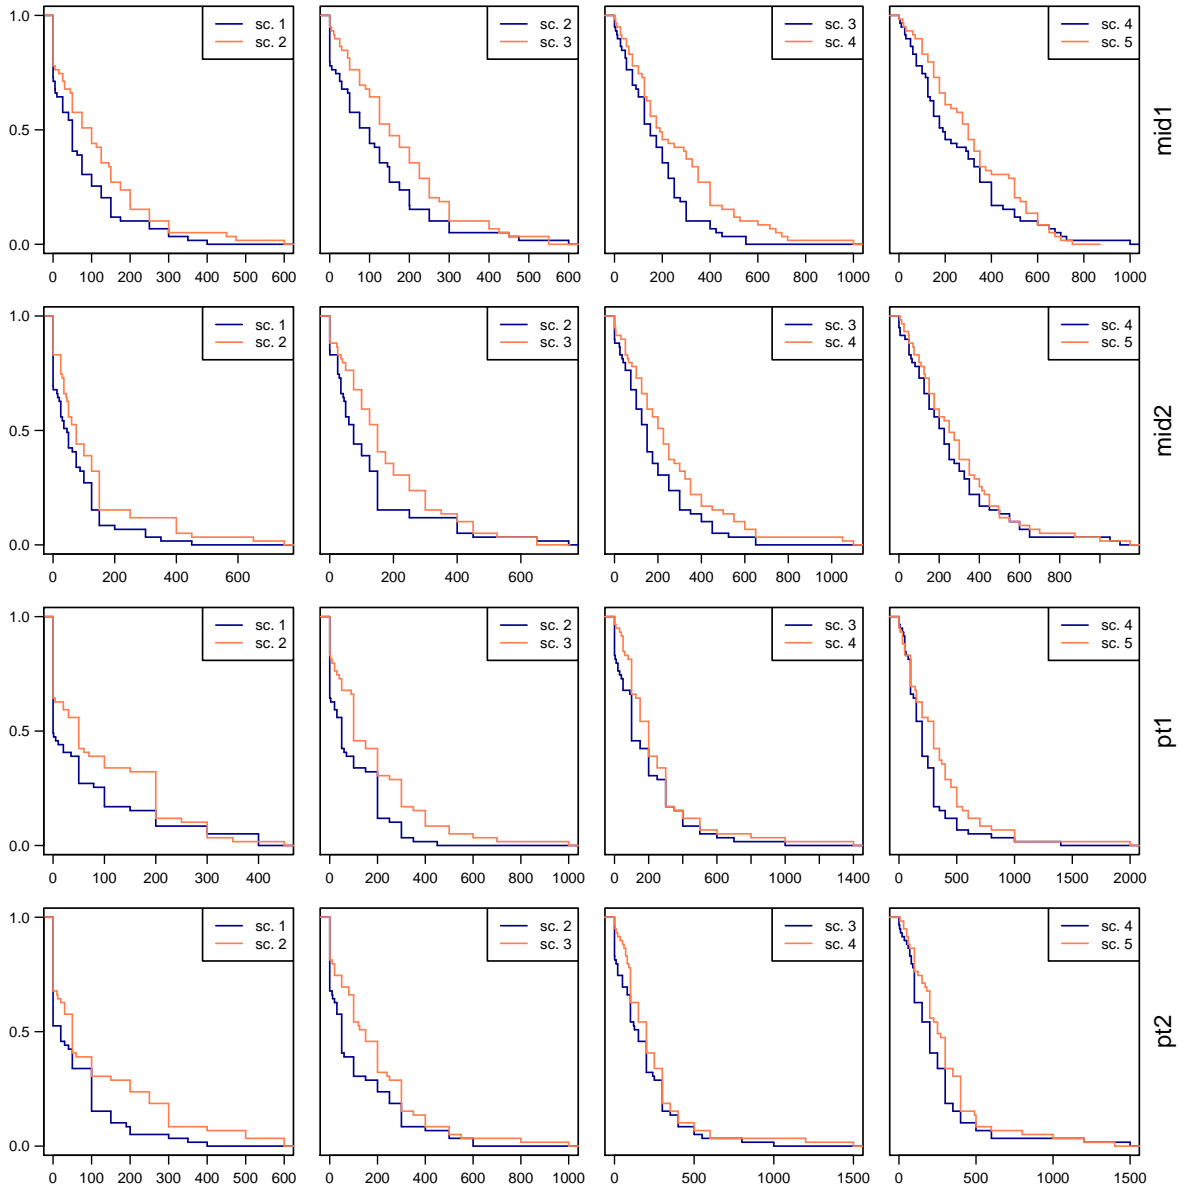 sc. 1
sc. 2
sc. 2
sc. 3
sc. 3
sc. 4
sc. 4
sc. 5
1.0
0.5
0.0
mid1
0 100 200 300 400 500 600
0 100 200 300 400 500 600
0 200 400 600 800 1000
0 200 400 600 800 1000
sc. 1
sc. 2
sc. 2
sc. 3
sc. 3
sc. 4
sc. 4
sc. 5
1.0
0.5
0.0
mid2
0 200 400 600
0 200 400 600
0 200 400 600 800 1000
0 200 400 600 800
sc. 1
sc. 2
sc. 2
sc. 3
sc. 3
sc. 4
sc. 4
sc. 5
1.0
0.5
0.0
pt1
0 100 200 300 400
0 200 400 600 800 1000
0 200 600 1000 1400
0 500 1000 1500 2000
sc. 1
sc. 2
sc. 2
sc. 3
sc. 3
sc. 4
sc. 4
sc. 5
1.0
0.5
0.0
pt2
0 100 200 300 400 500 600
0 200 400 600 800 1000
0 500 1000 1500
0 500 1000 1500